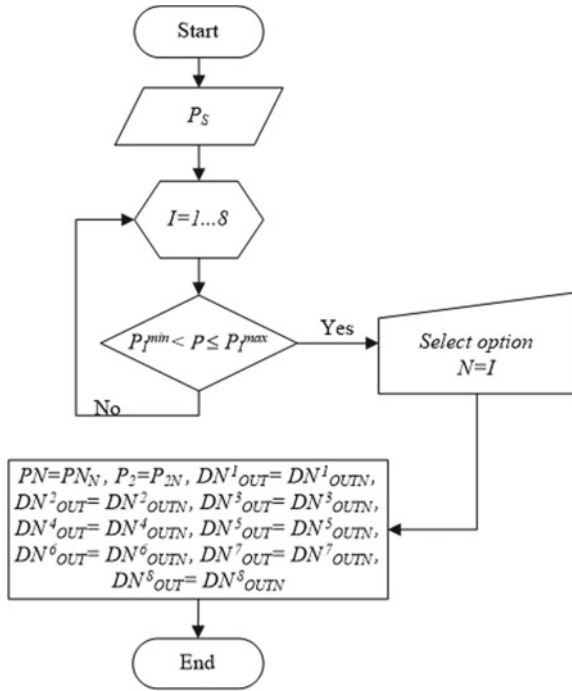 Start
P_S
I=1...8
P_I^min < P ≤ P_I^max
Yes
No
Select option
N=I
PN=PN_N, P_2=P_2N, DN^1_OUT= DN^1_OUTN,
DN^2_OUT= DN^2_OUTN, DN^3_OUT= DN^3_OUTN,
DN^4_OUT= DN^4_OUTN, DN^5_OUT= DN^5_OUTN,
DN^6_OUT= DN^6_OUTN, DN^7_OUT= DN^7_OUTN,
DN^8_OUT= DN^8_OUTN
End